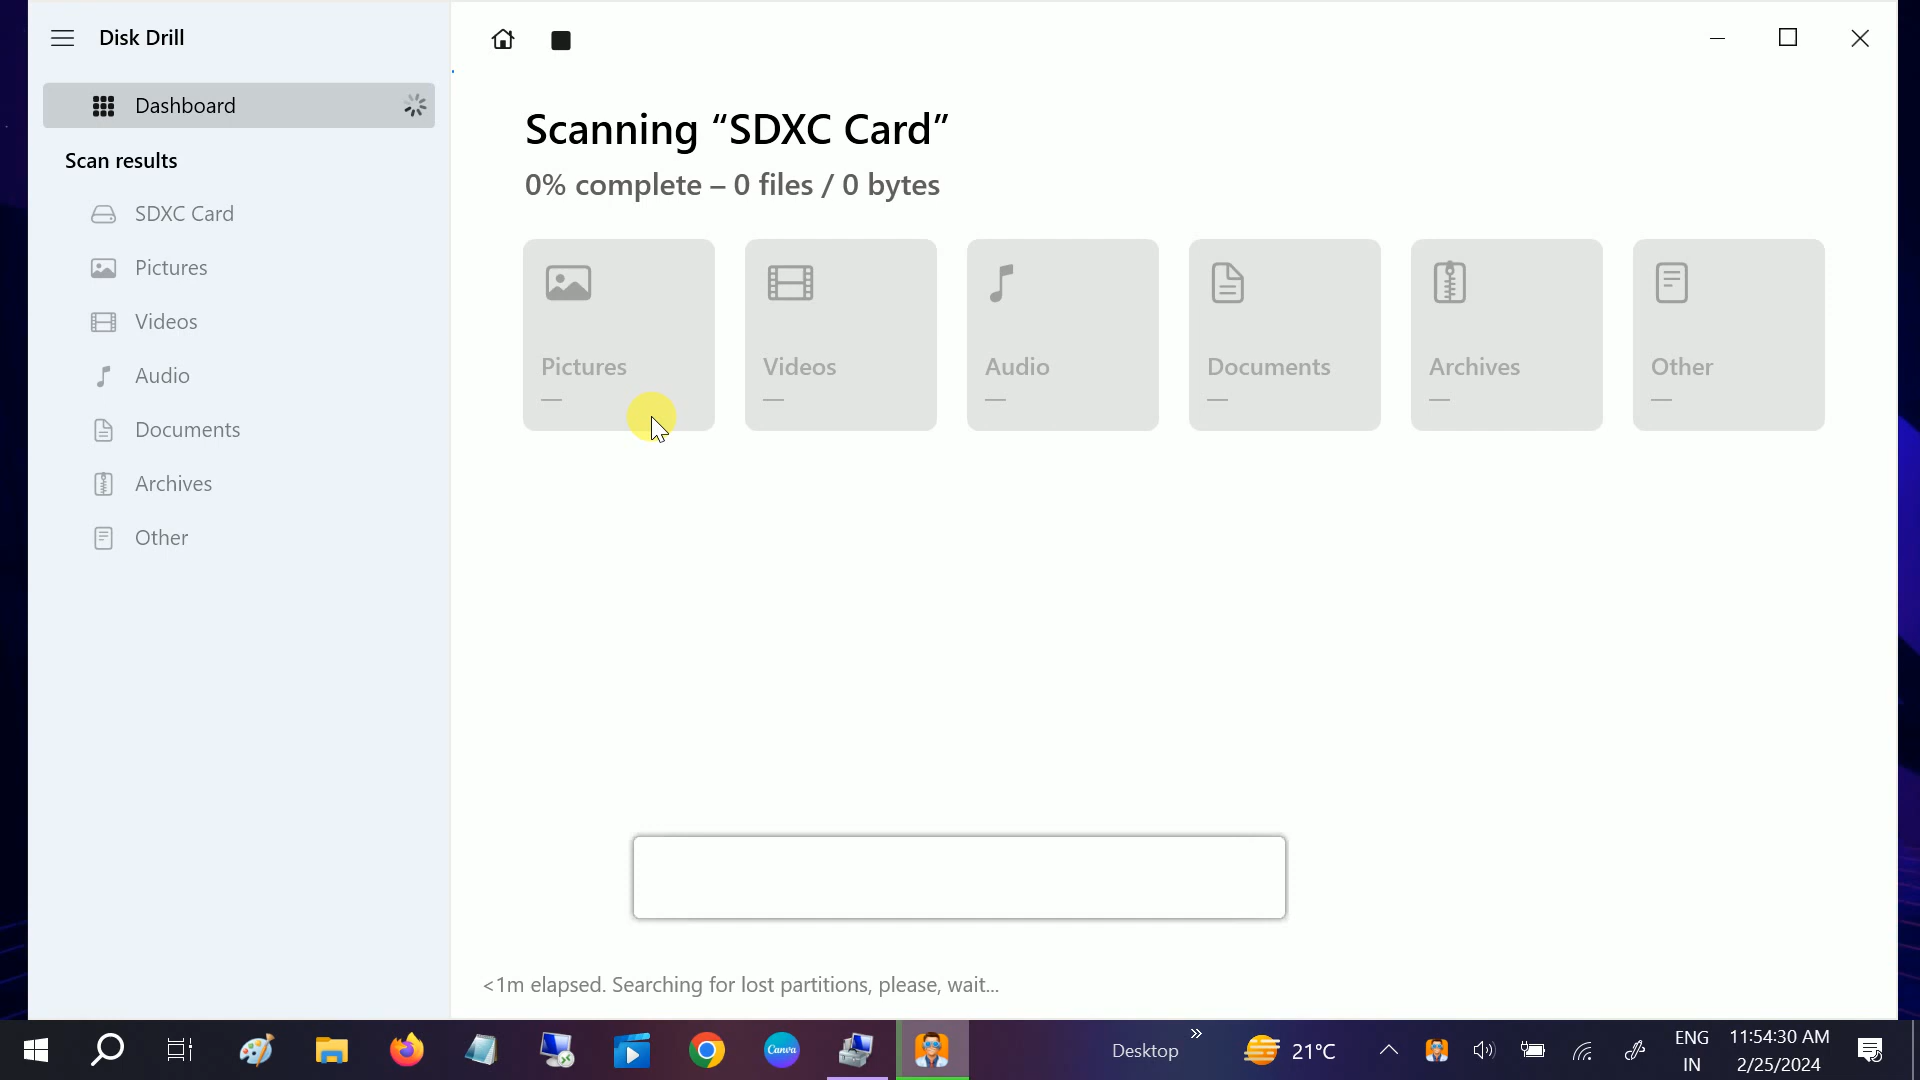 Disk Drill
Dashboard
Scan results
SDXC Card
Pictures
Videos
Audio
Documents
Archives
Other
Scanning “SDXC Card”
0% complete – 0 files / 0 bytes
Pictures
—
Videos
—
Audio
—
Documents
—
Archives
—
Other
—
<1m elapsed. Searching for lost partitions, please, wait...
Canva
Desktop
21°C
ENG
IN
11:54:30 AM
2/25/2024